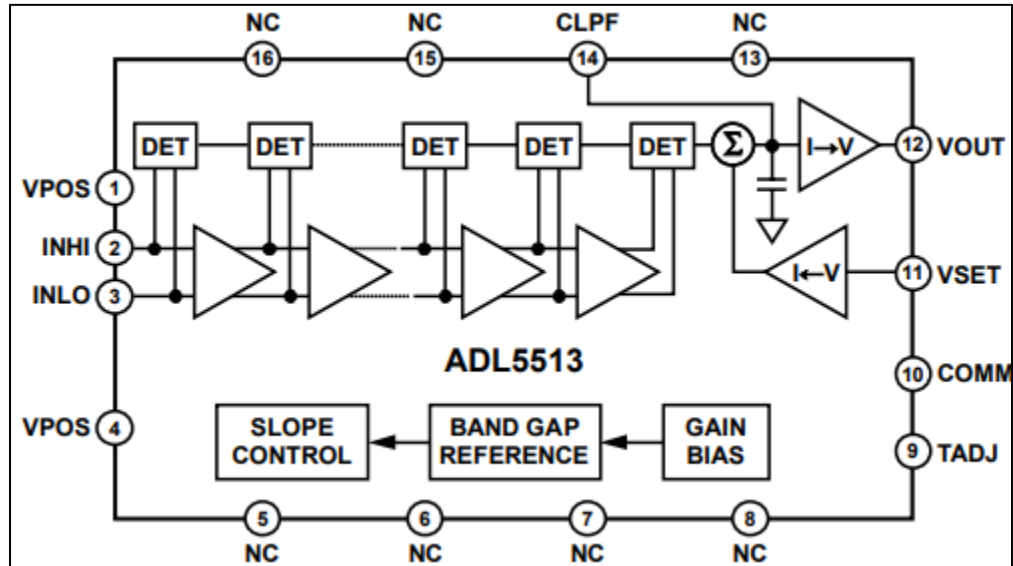 NC NC CLPF NC
16 15 14 13
DET DET DET DET DET Σ I→V 12 VOUT
VPOS 1
INHI 2
INLO 3
I←V 11 VSET
ADL5513
10 COMM
VPOS 4
SLOPE CONTROL
BAND GAP REFERENCE
GAIN BIAS
9 TADJ
5 6 7 8
NC NC NC NC